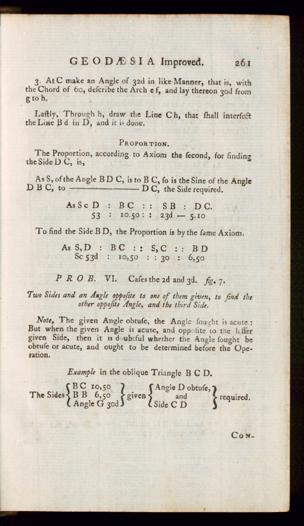 GEODÆSIA Improved. 261
3. At C make an Angle of 32d in like Manner, that is, with
the Chord of 60, deſcribe the Arch e f, and lay thereon 30d from
g to h.
Laſtly, Through h, draw the Line C h, that ſhall interſect
the Line B d in D, and it is done.
PROPORTION.
The Proportion, according to Axiom the ſecond, for finding
the Side D C, is,
As S, of the Angle B D C, is to B C, ſo is the Sine of the Angle
D B C, to — D C, the Side required.
As S c D : B C :: S B : D C.
53 : 10.50 :: 23d — 5.10
To find the Side B D, the Proportion is by the ſame Axiom.
As S, D : B C :: S, C :: B D
Sc 53d : 10,50 :: 30 : 6,50
PROB. VI. Caſes the 2d and 3d. fig. 7.
Two Sides and an Angle oppoſite to one of them given, to find the
other oppoſite Angle, and the third Side.
Note, The given Angle obtuſe, the Angle ſought is acute:
But when the given Angle is acute, and oppoſite to the leſſer
given Side, then it is doubtful whether the Angle ſought be
obtuſe or acute, and ought to be determined before the Ope-
ration.
Example in the oblique Triangle B C D.
The Sides { B C 10,50 } given { Angle D obtuſe, } required.
B B 6,50 and
Angle G 30d Side C D
CON-